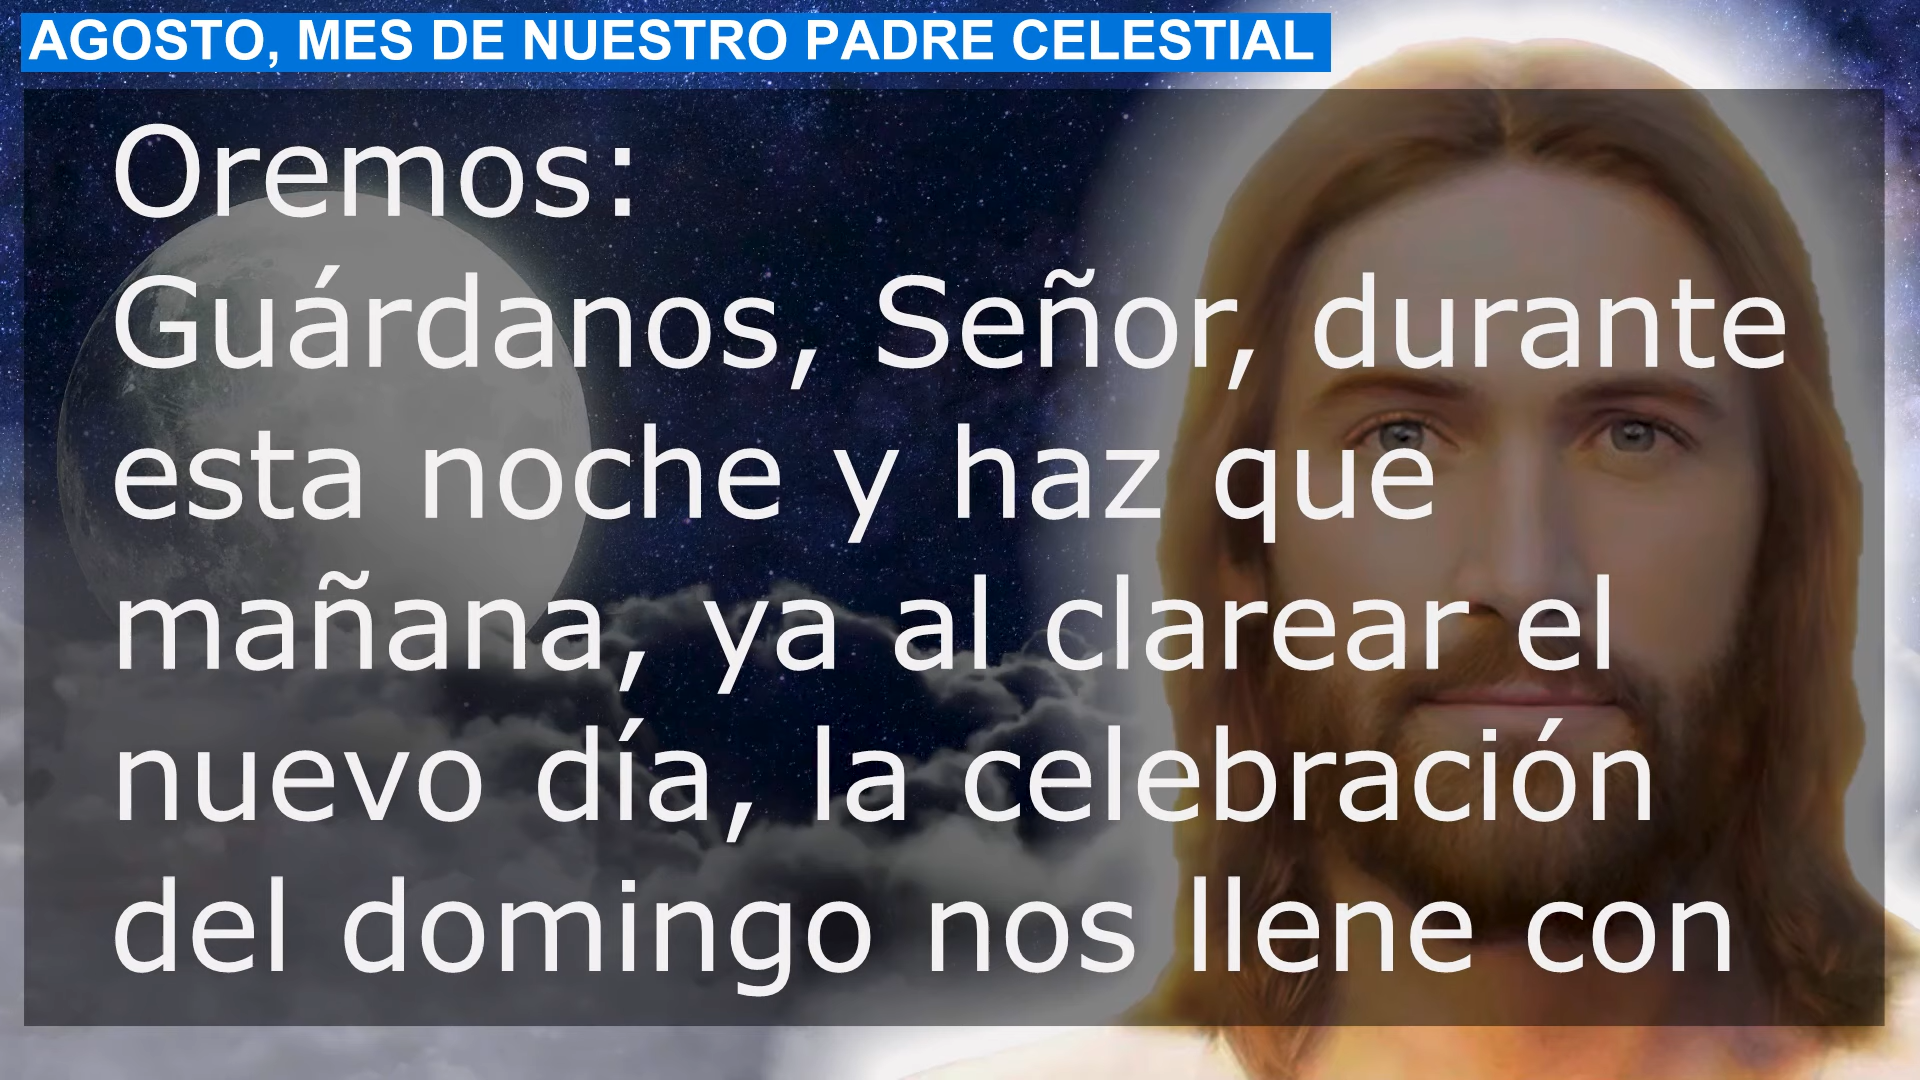 AGOSTO, MES DE NUESTRO PADRE CELESTIAL
Oremos:
Guárdanos, Señor, durante
esta noche y haz que
mañana, ya al clarear el
nuevo día, la celebración
del domingo nos llene con